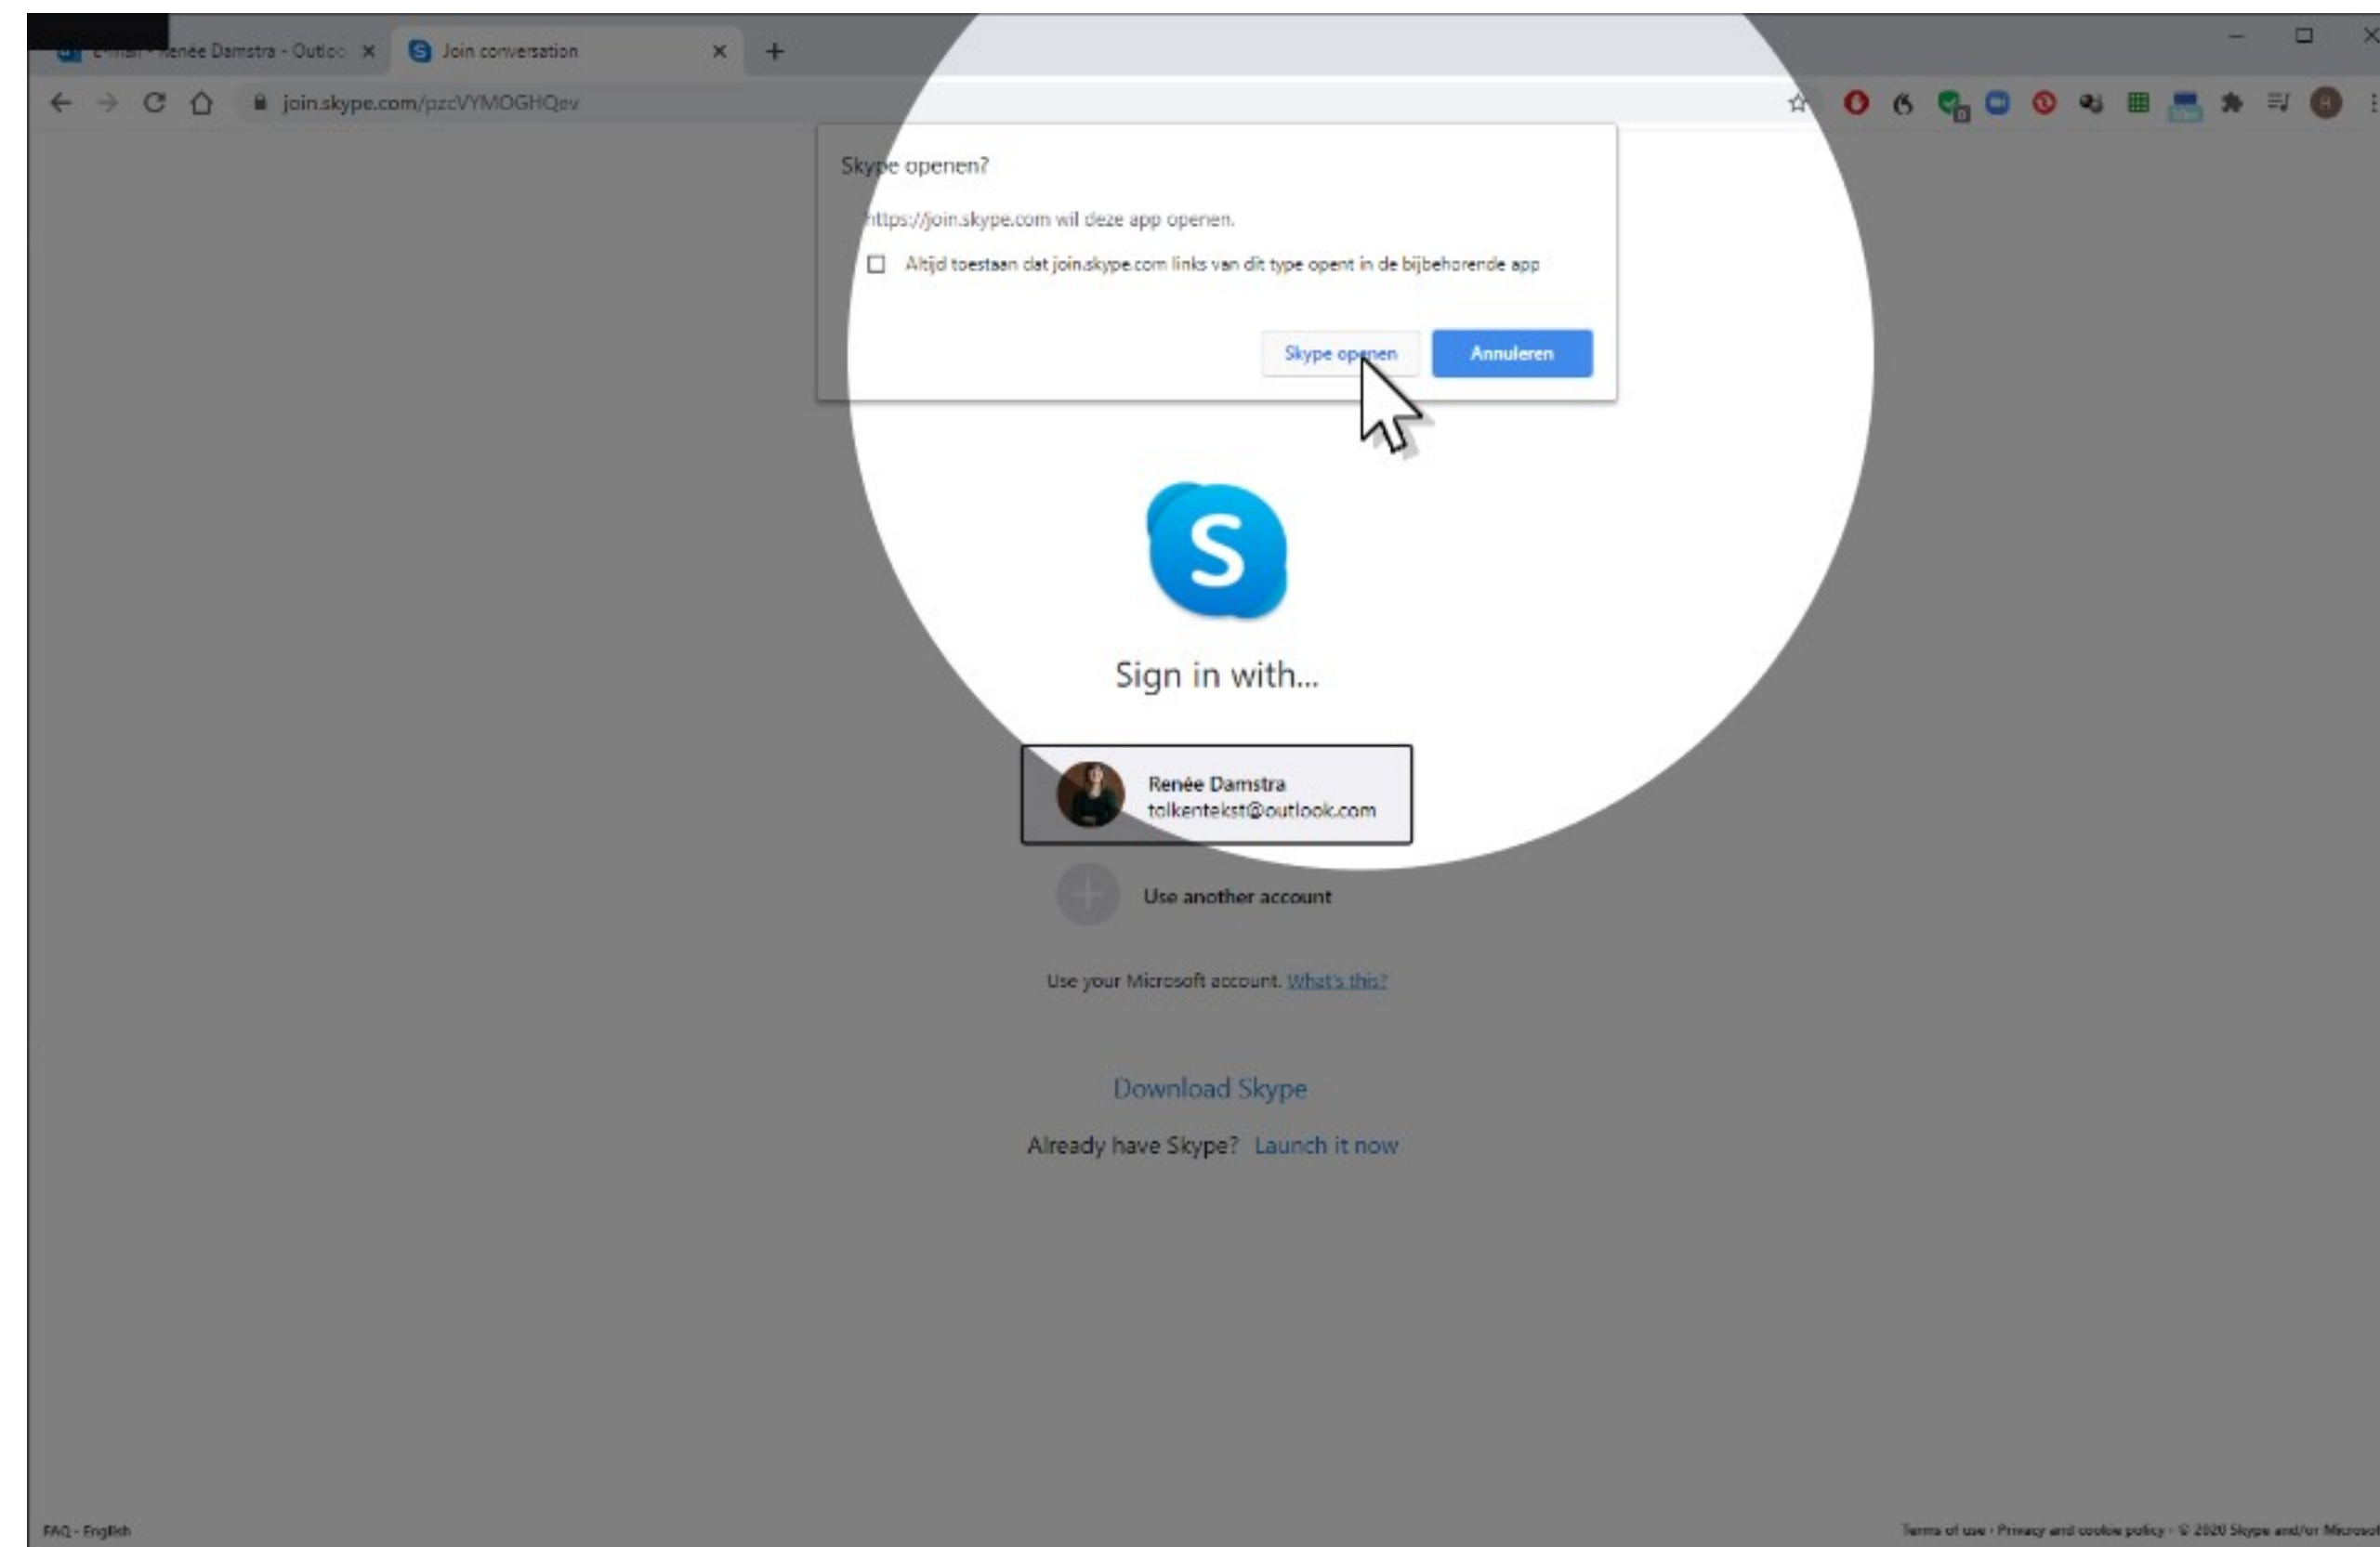 Renée Damstra - Outloo
Join conversation
join.skype.com/pzcVYMOGHQev
Skype openen?
https://join.skype.com wil deze app openen.
Altijd toestaan dat join.skype.com links van dit type opent in de bijbehorende app
Skype openen
Annuleren
S
Sign in with...
Renée Damstra
tolkentekst@outlook.com
Use another account
Use your Microsoft account. What's this?
Download Skype
Already have Skype? Launch it now
FAQ - English
Terms of use · Privacy and cookie policy · © 2020 Skype and/or Microsoft